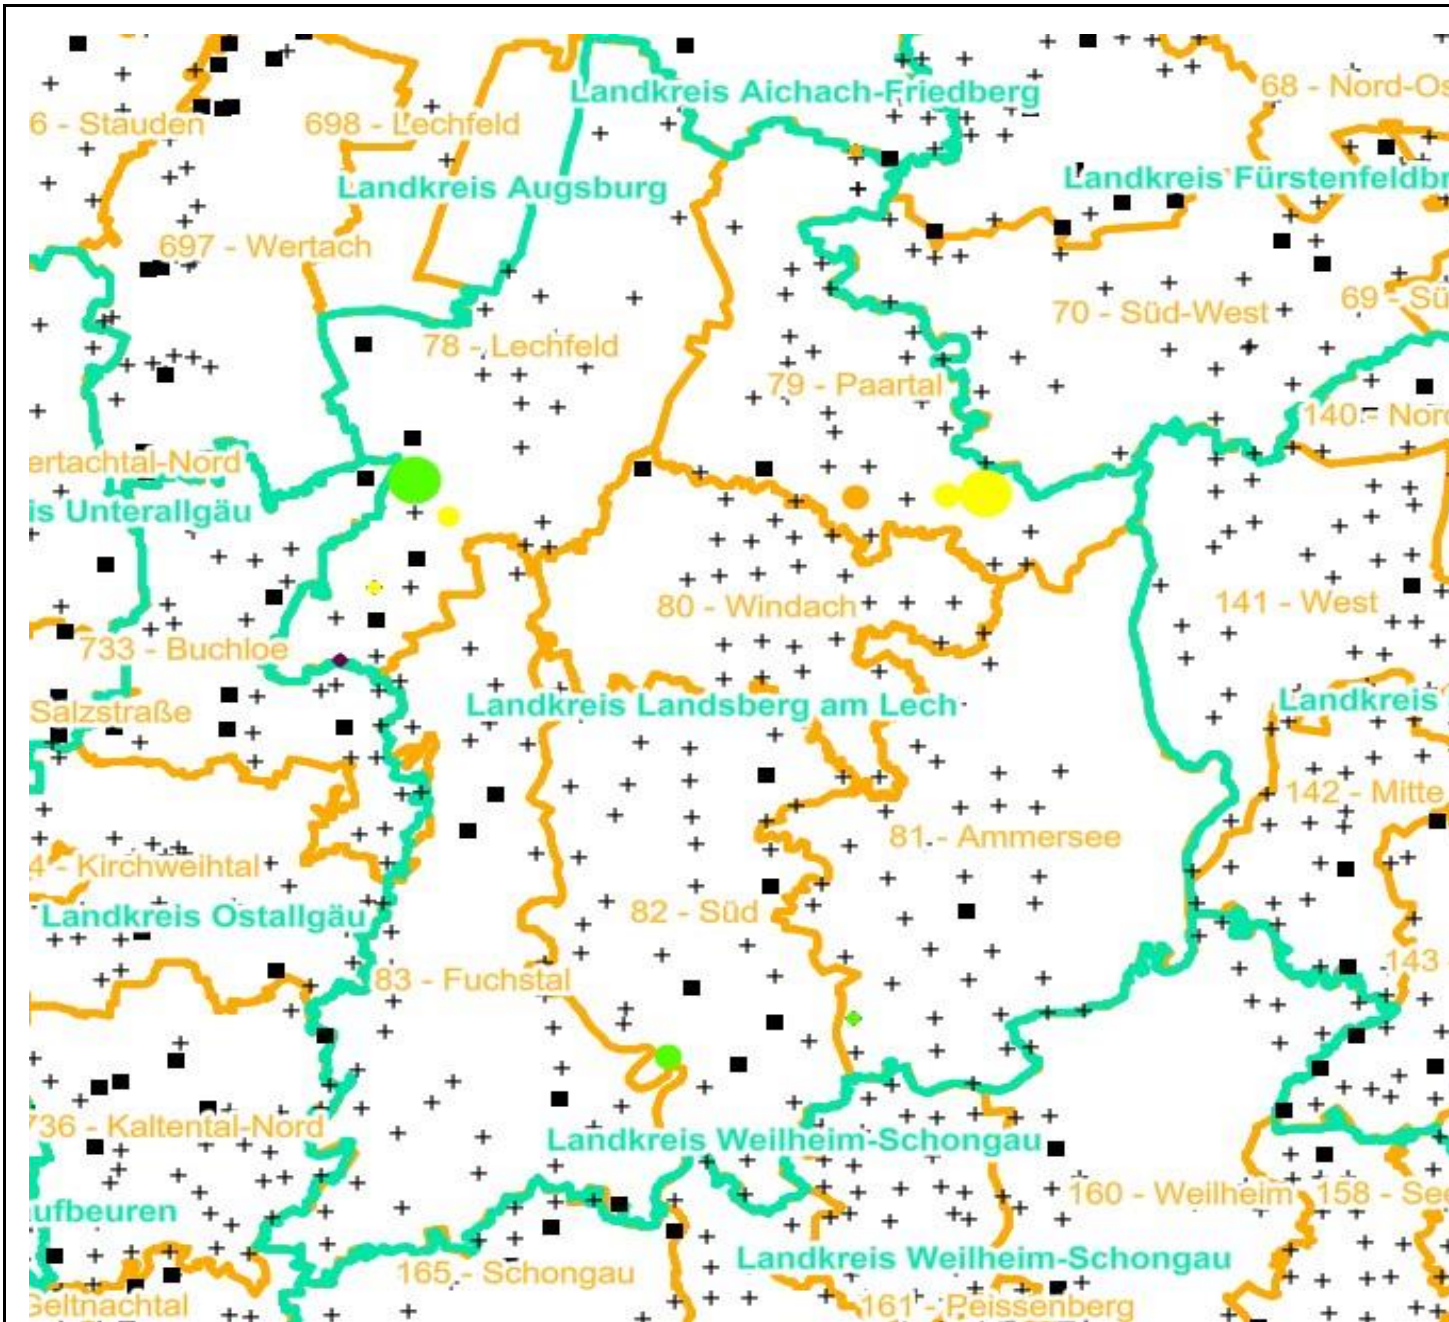 Landkreis Aichach-Friedberg
68 - Nord-Os
6 - Stauden
698 - Lechfeld
Landkreis Augsburg
Landkreis Fürstenfeldbr
697 - Wertach
69 - Sü
70 - Süd-West
78 - Lechfeld
79 - Paartal
140 - Nord
ertachtal-Nord
is Unterallgäu
80 - Windach
141 - West
733 - Buchloe
Landkreis Landsberg am Lech
Landkreis
Salzstraße
142 - Mitte
81 - Ammersee
4 - Kirchweihtal
82 - Süd
Landkreis Ostallgäu
143
83 - Fuchstal
736 - Kaltental-Nord
Landkreis Weilheim-Schongau
160 - Weilheim
158 - See
ufbeuren
Landkreis Weilheim-Schongau
165 - Schongau
Geltnachtal
161 - Peissenberg